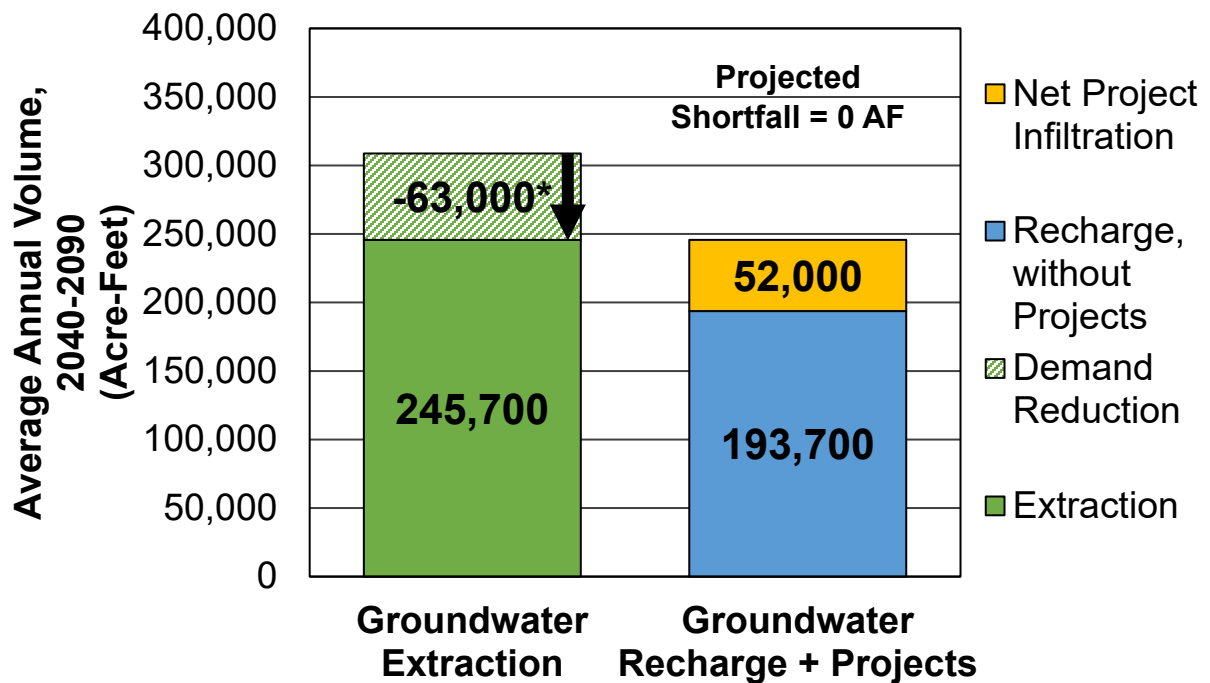 Average Annual Volume,
2040-2090
(Acre-Feet)
400,000
350,000
300,000
250,000
200,000
150,000
100,000
50,000
0
Projected
Shortfall = 0 AF
-63,000*
245,700
52,000
193,700
Groundwater
Extraction
Groundwater
Recharge + Projects
Net Project
Infiltration
Recharge,
without
Projects
Demand
Reduction
Extraction